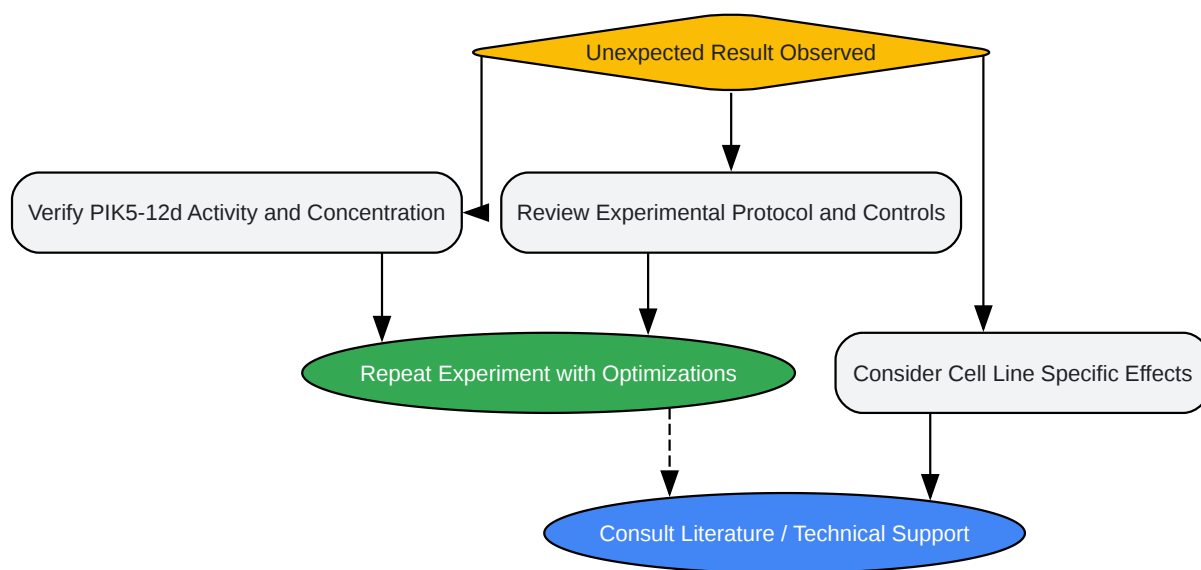 Unexpected Result Observed
Verify PIK5-12d Activity and Concentration
Review Experimental Protocol and Controls
Repeat Experiment with Optimizations
Consider Cell Line Specific Effects
Consult Literature / Technical Support